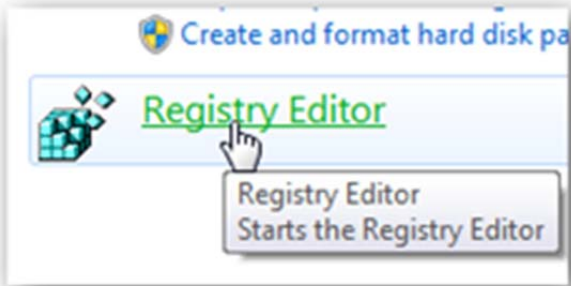 Create and format hard disk pa
Registry Editor
Registry Editor
Starts the Registry Editor